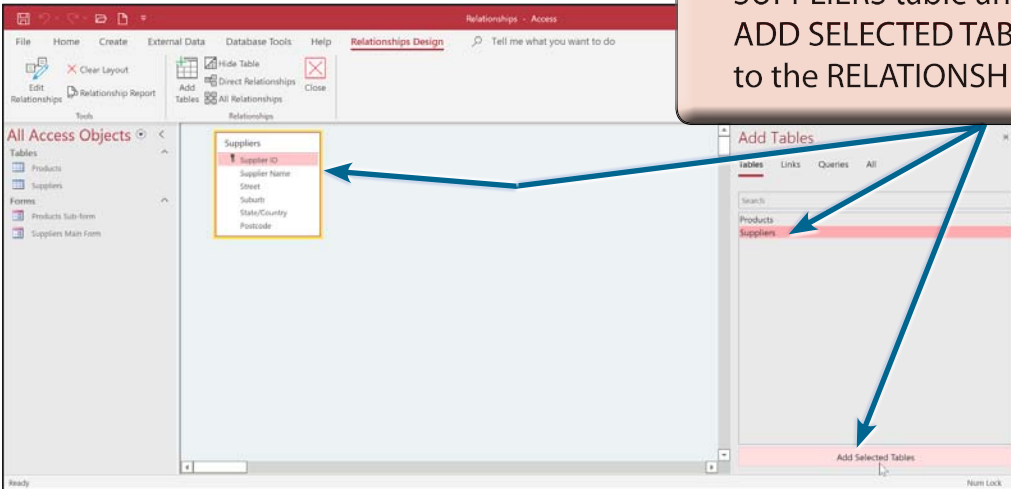 SUPPLIERS table an
ADD SELECTED TAB
to the RELATIONSH
Relationships - Access
File Home Create External Data Database Tools Help Relationships Design Tell me what you want to do
Edit Relationships
Clear Layout
Relationship Report
Tools
Add Tables
Hide Table
Direct Relationships
All Relationships
Close
Relationships
All Access Objects
Tables
Products
Suppliers
Forms
Products Sub-form
Suppliers Main Form
Suppliers
Supplier ID
Supplier Name
Street
Suburb
State/Country
Postcode
Add Tables
Tables Links Queries All
Search
Products
Suppliers
Add Selected Tables
Ready
Num Lock